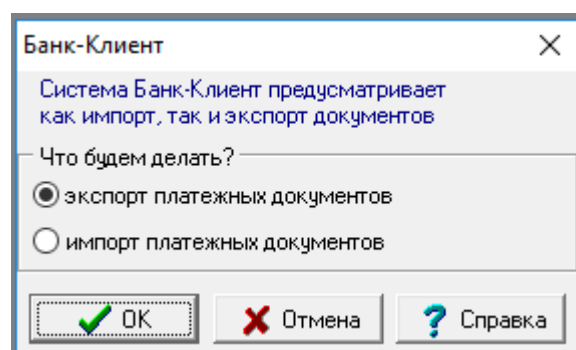 Банк-Клиент
Система Банк-Клиент предусматривает
как импорт, так и экспорт документов
Что будем делать?
экспорт платежных документов
импорт платежных документов
OK
Отмена
Справка